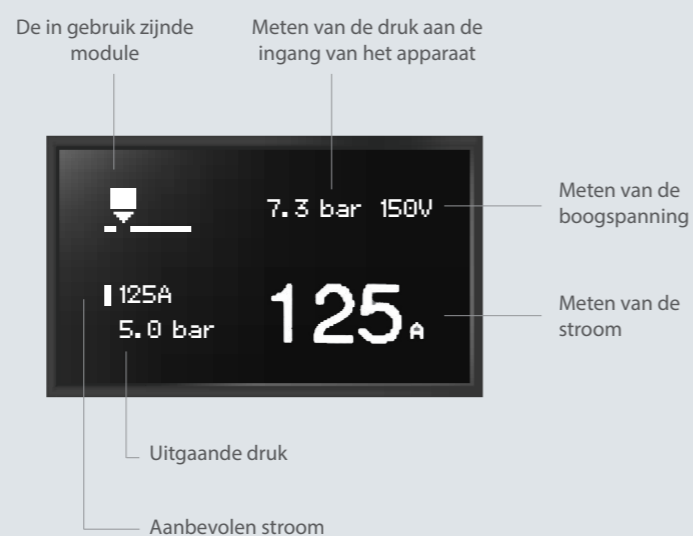 De in gebruik zijnde
module
Meten van de druk aan de
ingang van het apparaat
7.3 bar 150V
Meten van de
boogspanning
125A
5.0 bar
125A
Meten van de
stroom
Uitgaande druk
Aanbevolen stroom